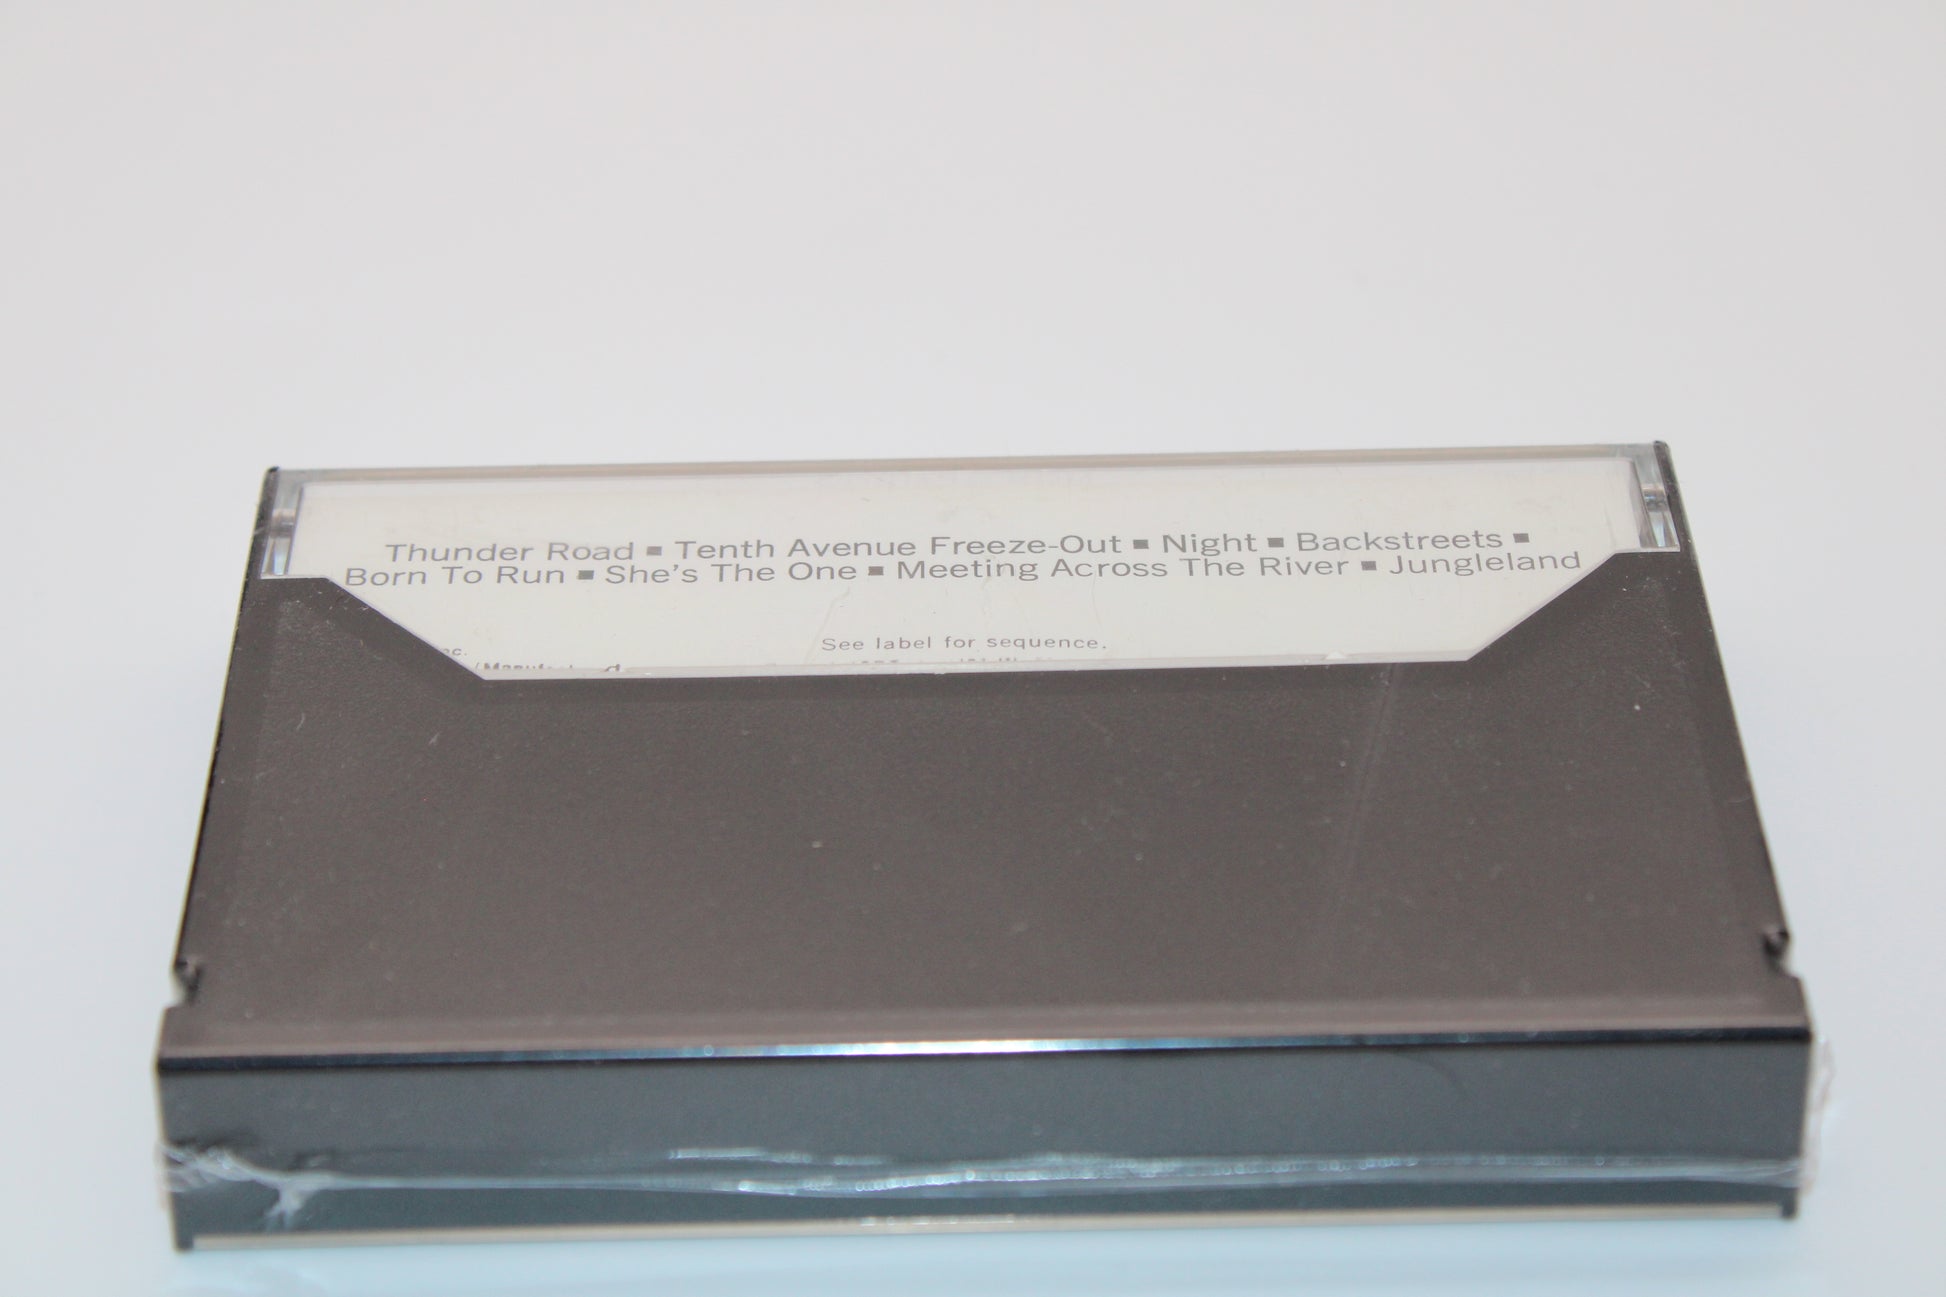 Thunder Road ■ Tenth Avenue Freeze-Out ■ Night ■ Backstreets ■
Born To Run ■ She's The One ■ Meeting Across The River ■ Jungleland
See label for sequence.